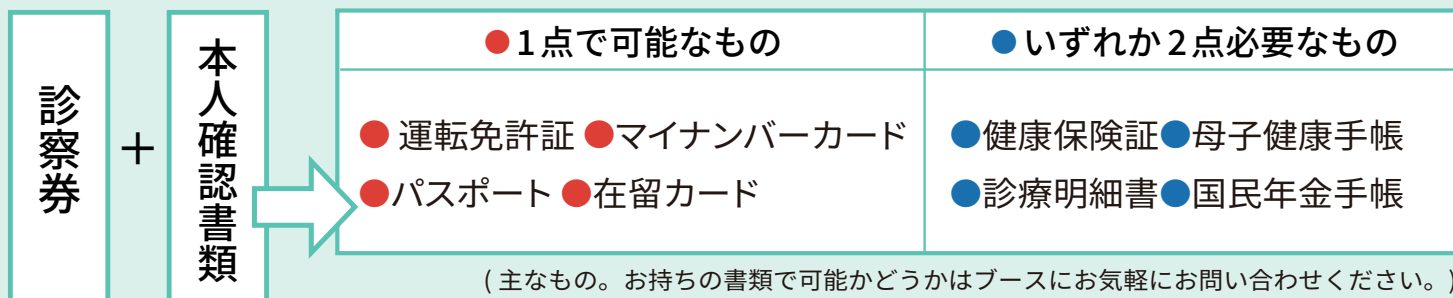 診察券
+
本人確認書類
●1点で可能なもの
●いずれか2点必要なもの
●運転免許証 ●マイナンバーカード
●パスポート ●在留カード
●健康保険証●母子健康手帳
●診療明細書●国民年金手帳
(主なもの。お持ちの書類で可能かどうかはブースにお気軽にお問い合わせください。)